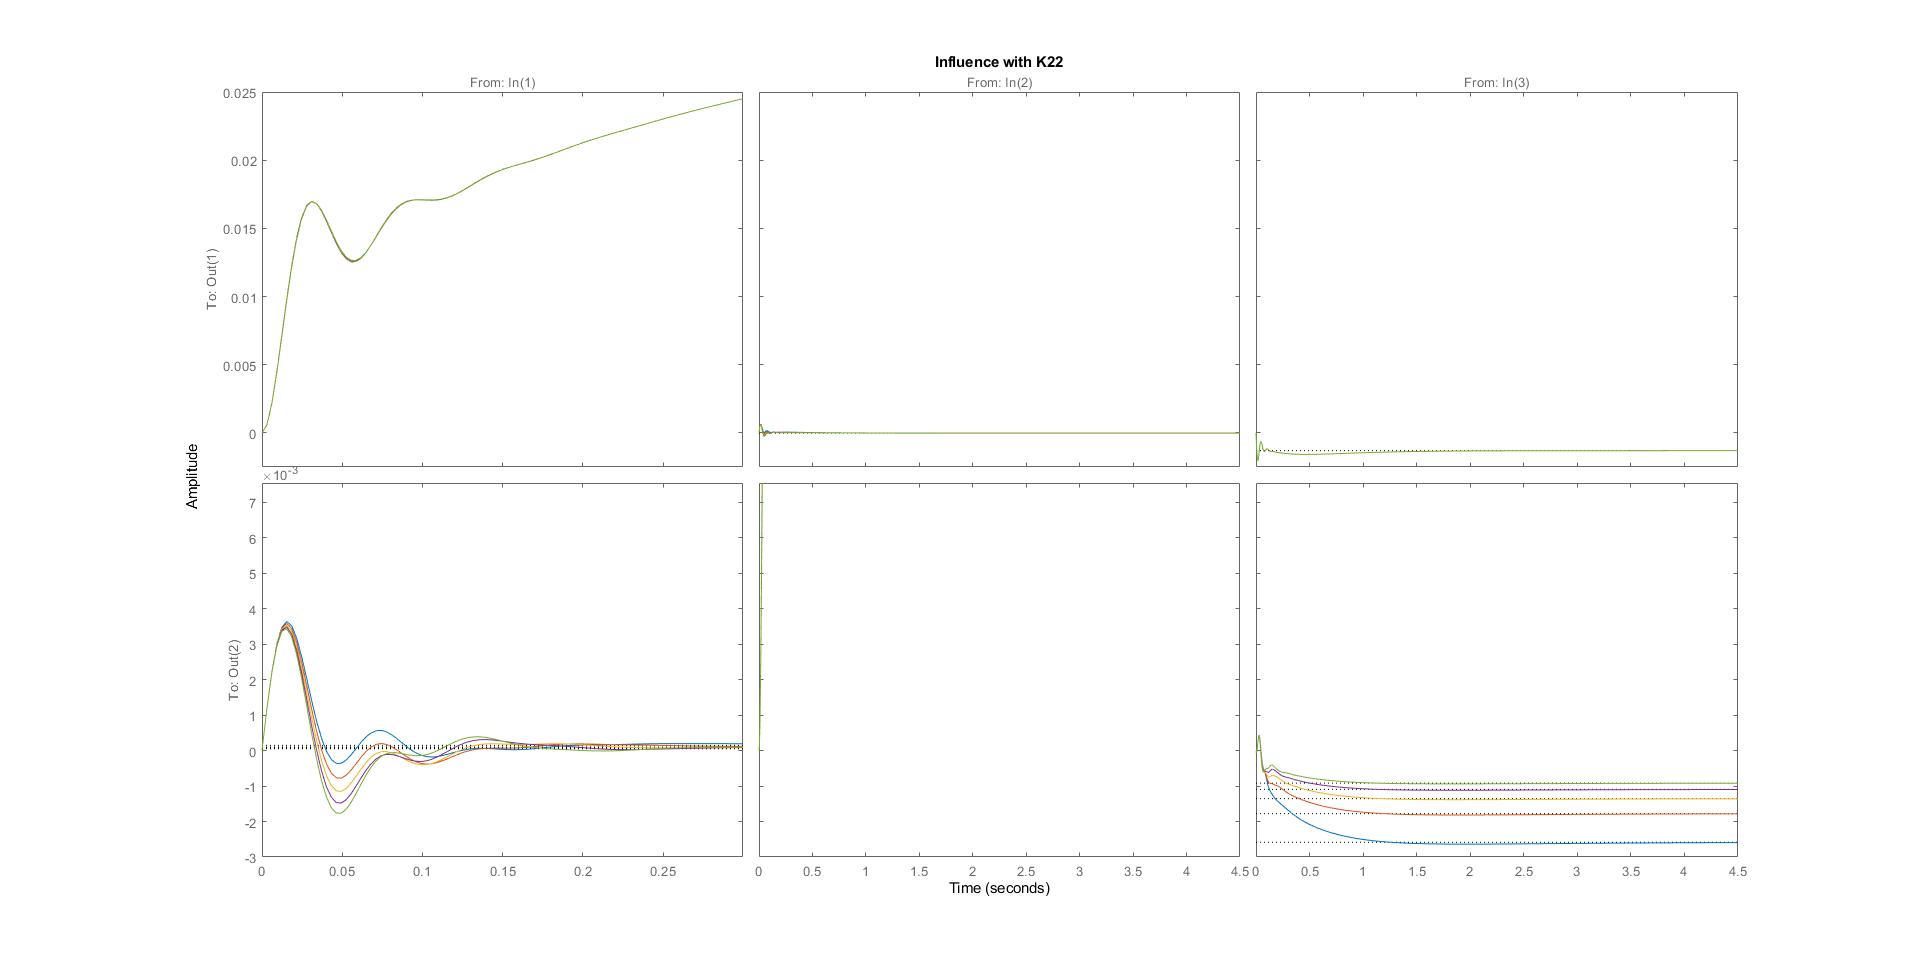 Influence with K22
From: In(1)
From: In(2)
From: In(3)
0.025
0.02
0.015
0.01
0.005
0
To: Out(1)
Amplitude
×10-3
7
6
5
4
3
2
1
0
-1
-2
-3
To: Out(2)
0 0.05 0.1 0.15 0.2 0.25
0 0.5 1 1.5 2 2.5 3 3.5 4 4.5
0 0.5 1 1.5 2 2.5 3 3.5 4 4.5
Time (seconds)